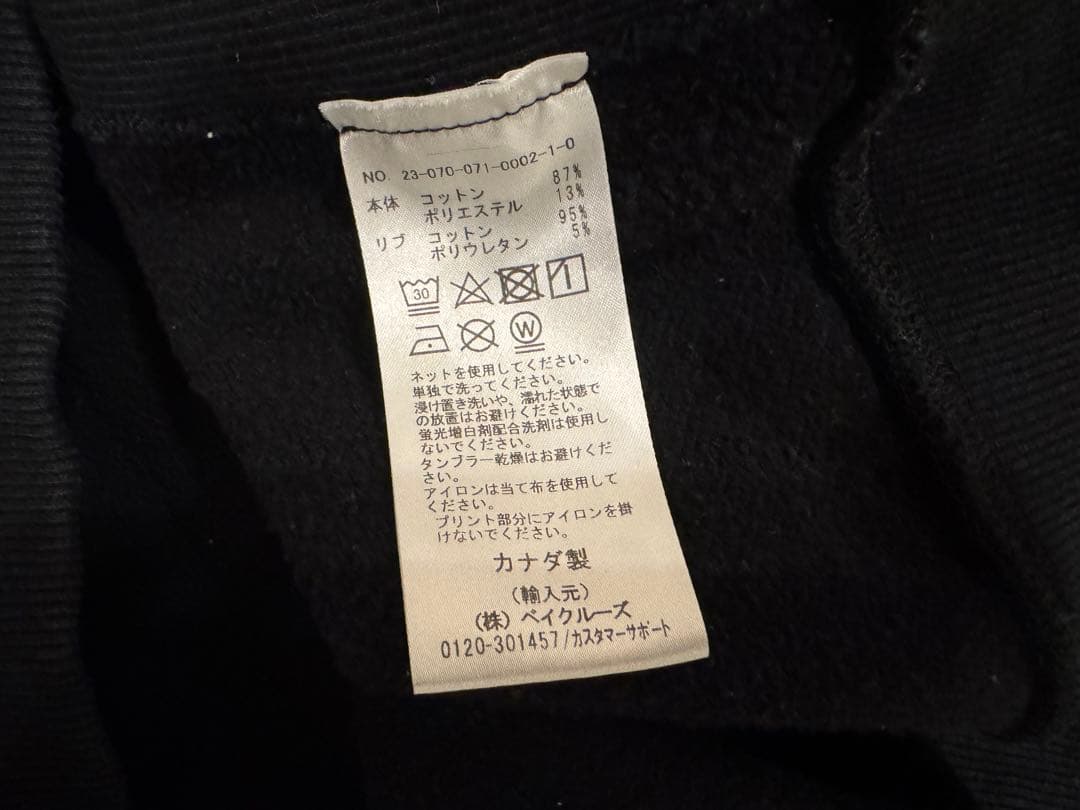 NO. 23-070-071-0002-1-0
本体 コットン 87%
ポリエステル 13%
リブ コットン 95%
ポリウレタン 5%
30
W
ネットを使用してください。
単独で洗ってください。
浸け置き洗いや、濡れた状態で
の放置はお避けください。
蛍光増白剤配合洗剤は使用し
ないでください。
タンブラー乾燥はお避けくだ
さい。
アイロンは当て布を使用して
ください。
プリント部分にアイロンを掛
けないでください。
カナダ製
(輸入元)
(株) ベイクルーズ
0120-301457/カスタマーサポート